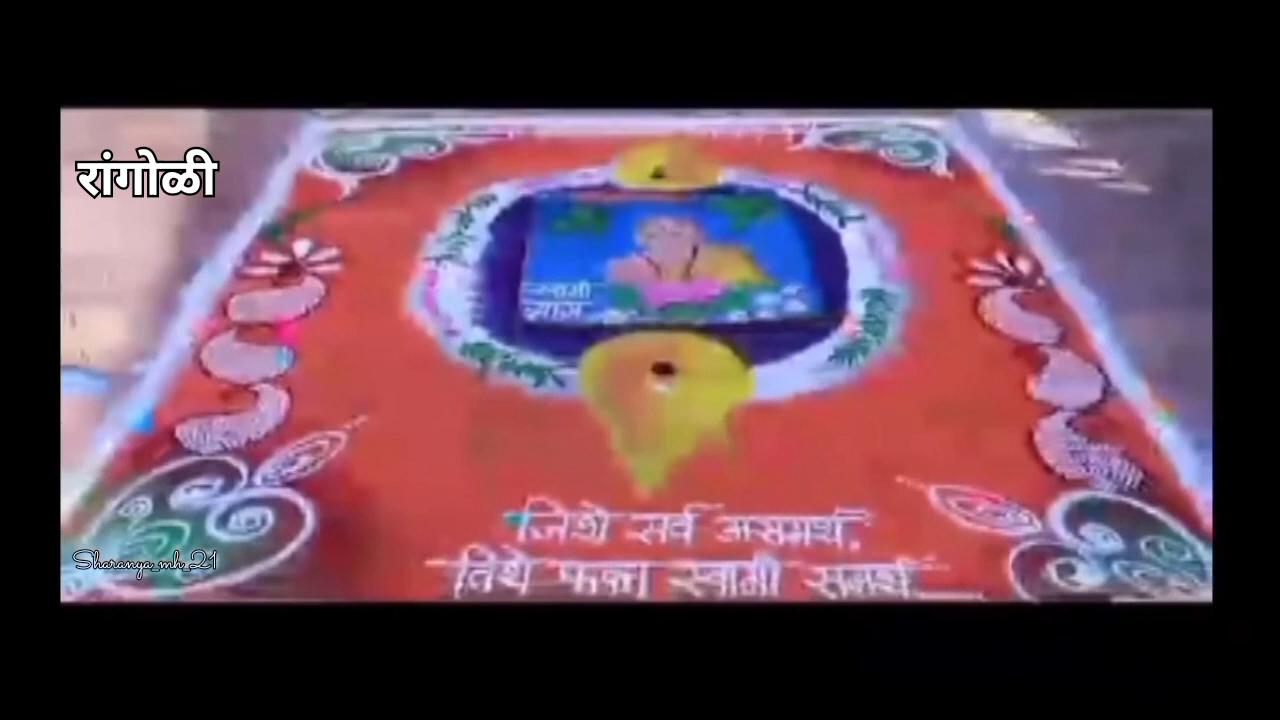 रांगोळी
स्वामी
जिथे सर्व असमर्थ.
तिथे फक्त स्वामी समर्थ
Sharanya_mh_21